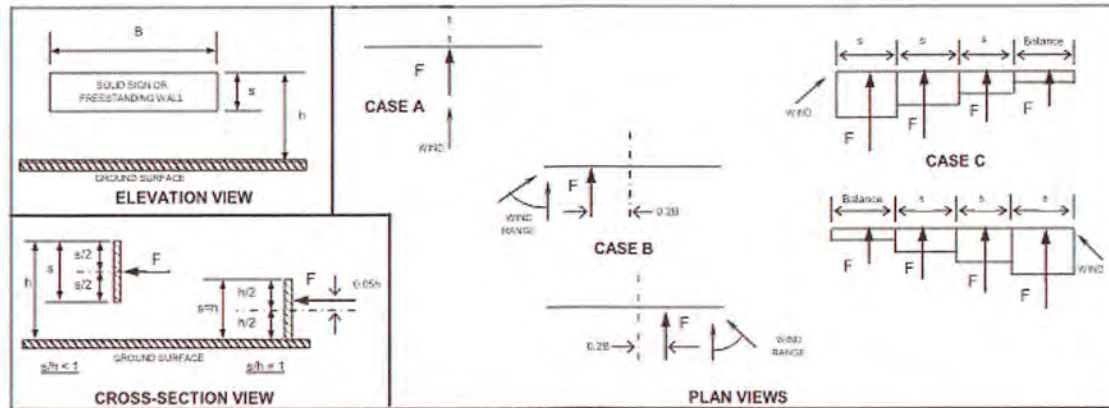 B
SOLID SIGN OR
FREESTANDING WALL
s
h
GROUND SURFACE
ELEVATION VIEW
h
s
s/2
s/2
F
s=h
h/2
h/2
F
0.05h
GROUND SURFACE
s/h < 1
s/h = 1
CROSS-SECTION VIEW
F
CASE A
WIND
F
WIND
RANGE
0.2B
CASE B
F
0.2B
WIND
RANGE
s
s
s
Balance
WIND
F
F
F
F
CASE C
Balance
s
s
s
F
F
F
F
WIND
PLAN VIEWS